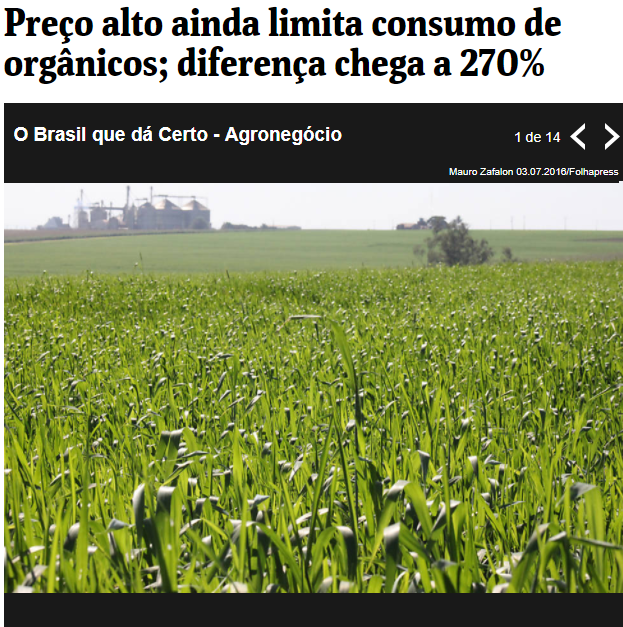 Preço alto ainda limita consumo de
orgânicos; diferença chega a 270%
O Brasil que dá Certo - Agronegócio
1 de 14
Mauro Zafalon 03.07.2016/Folhapress